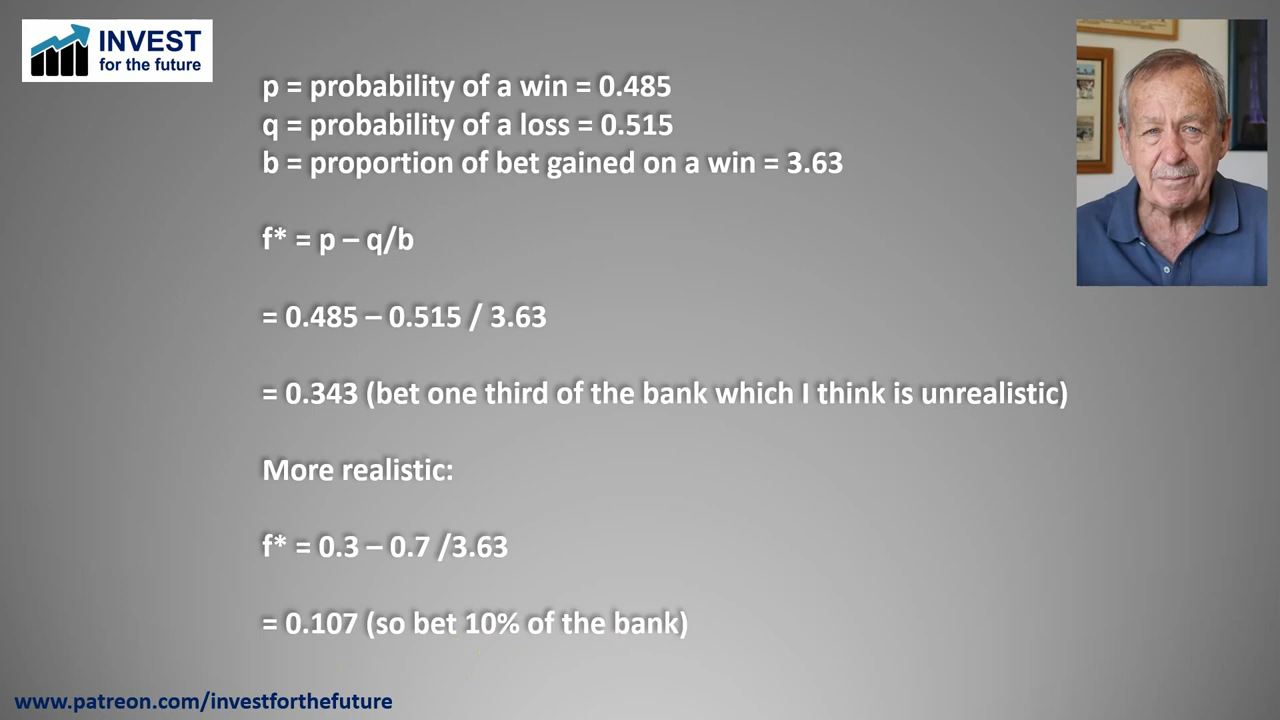 INVEST
for the future
p = probability of a win = 0.485
q = probability of a loss = 0.515
b = proportion of bet gained on a win = 3.63
f* = p – q/b
= 0.485 – 0.515 / 3.63
= 0.343 (bet one third of the bank which I think is unrealistic)
More realistic:
f* = 0.3 – 0.7 /3.63
= 0.107 (so bet 10% of the bank)
www.patreon.com/investforthefuture